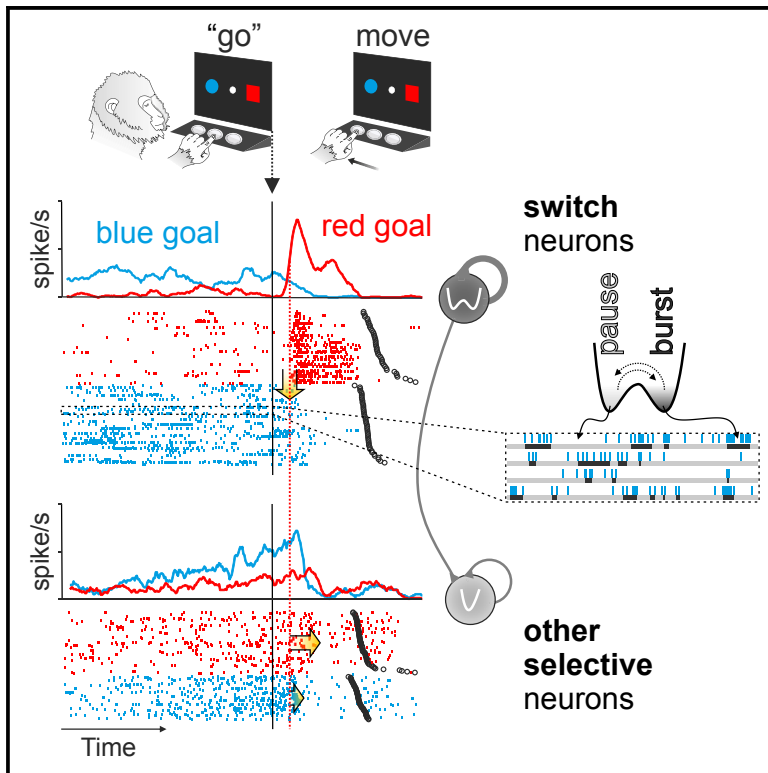 “go”
move
spike/s
blue goal
red goal
switch
neurons
pause
burst
spike/s
other
selective
neurons
Time